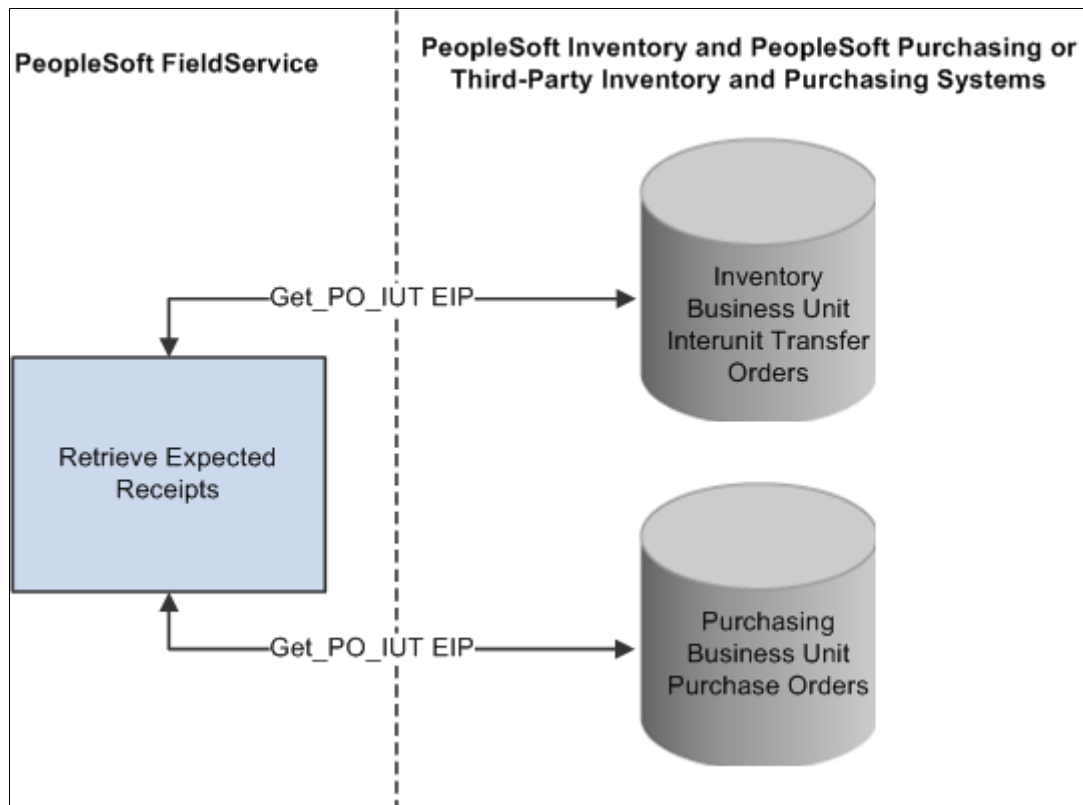 PeopleSoft FieldService
PeopleSoft Inventory and PeopleSoft Purchasing or
Third-Party Inventory and Purchasing Systems
Get_PO_IUT EIP
Inventory
Business Unit
Interunit Transfer
Orders
Retrieve Expected
Receipts
Get_PO_IUT EIP
Purchasing
Business Unit
Purchase Orders